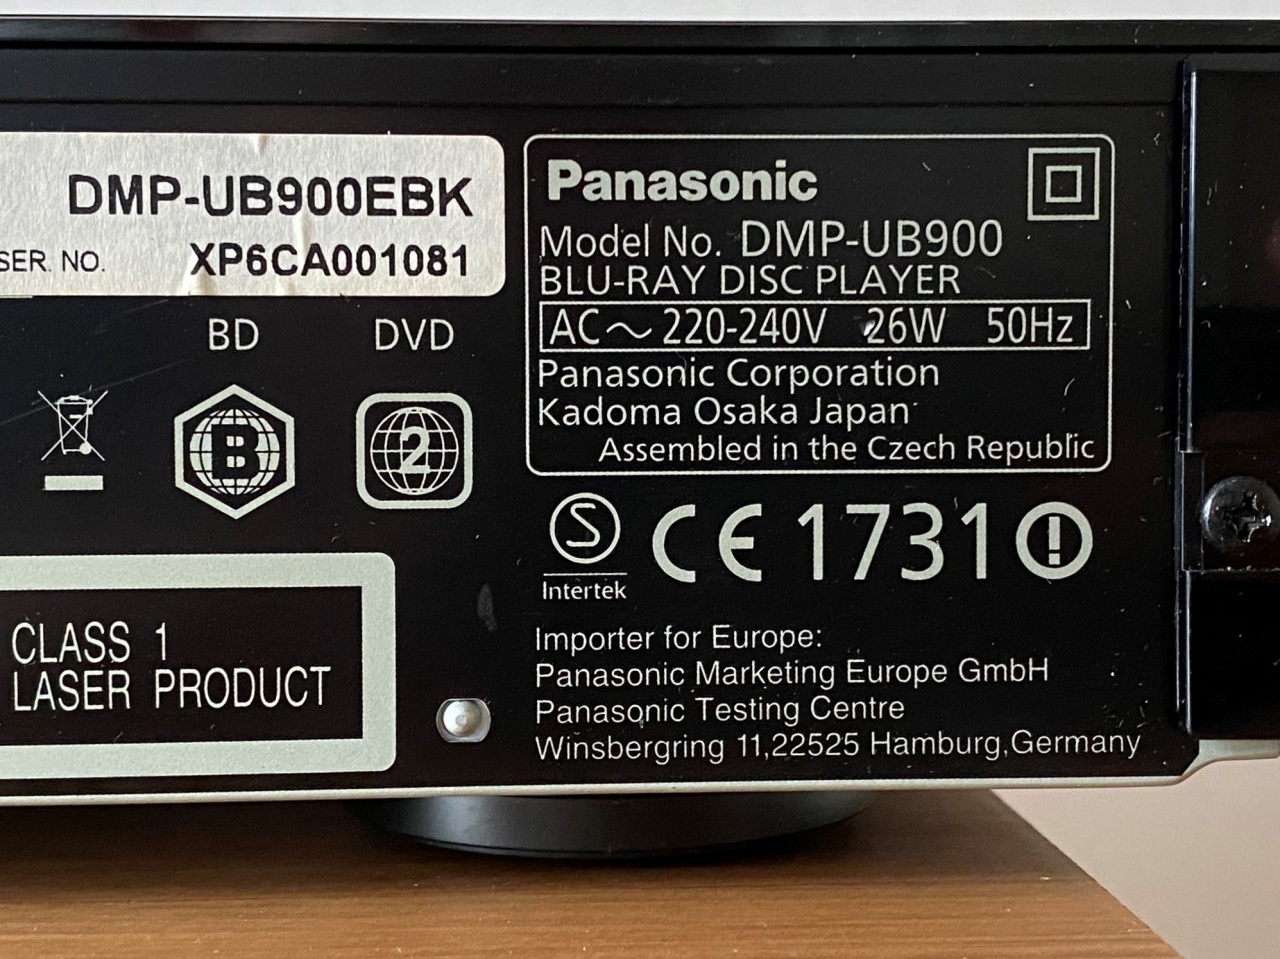 DMP-UB900EBK
SER. NO. XP6CA001081
BD DVD
B 2
CLASS 1
LASER PRODUCT
Panasonic
Model No. DMP-UB900
BLU-RAY DISC PLAYER
AC～220-240V 26W 50Hz
Panasonic Corporation
Kadoma Osaka Japan
Assembled in the Czech Republic
S CE 1731 !
Intertek
Importer for Europe:
Panasonic Marketing Europe GmbH
Panasonic Testing Centre
Winsbergring 11,22525 Hamburg,Germany